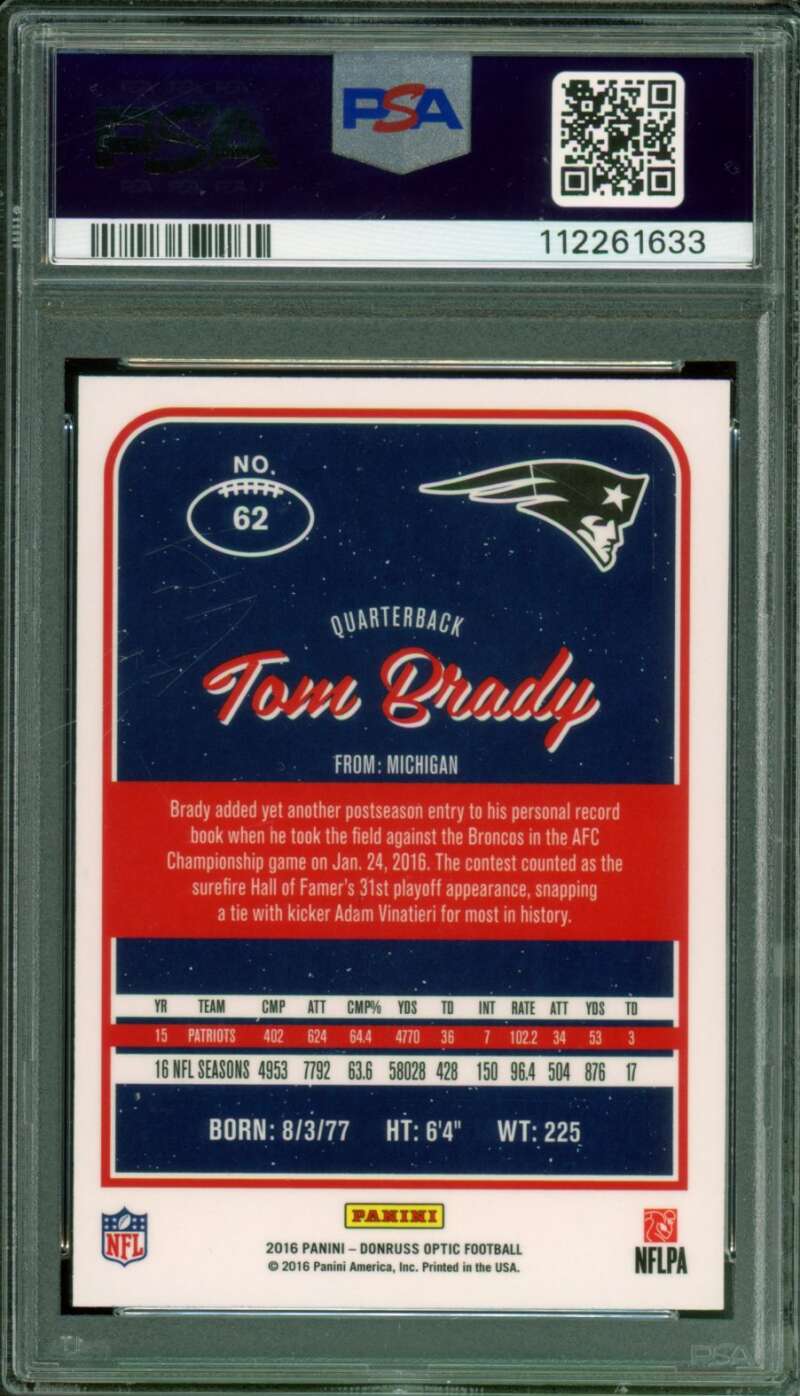 PSA
PSA
112261633
NO.
62
QUARTERBACK
Tom Brady
FROM: MICHIGAN
Brady added yet another postseason entry to his personal record
book when he took the field against the Broncos in the AFC
Championship game on Jan. 24, 2016. The contest counted as the
surefire Hall of Famer's 31st playoff appearance, snapping
a tie with kicker Adam Vinatieri for most in history.
YR TEAM CMP ATT CMP% YDS TD INT RATE ATT YDS TD
15 PATRIOTS 402 624 64.4 4770 36 7 102.2 34 53 3
16 NFL SEASONS 4953 7792 63.6 58028 428 150 96.4 504 876 17
BORN: 8/3/77 HT: 6'4" WT: 225
NFL
PANINI
2016 PANINI – DONRUSS OPTIC FOOTBALL
© 2016 Panini America, Inc. Printed in the USA.
NFLPA
PSA